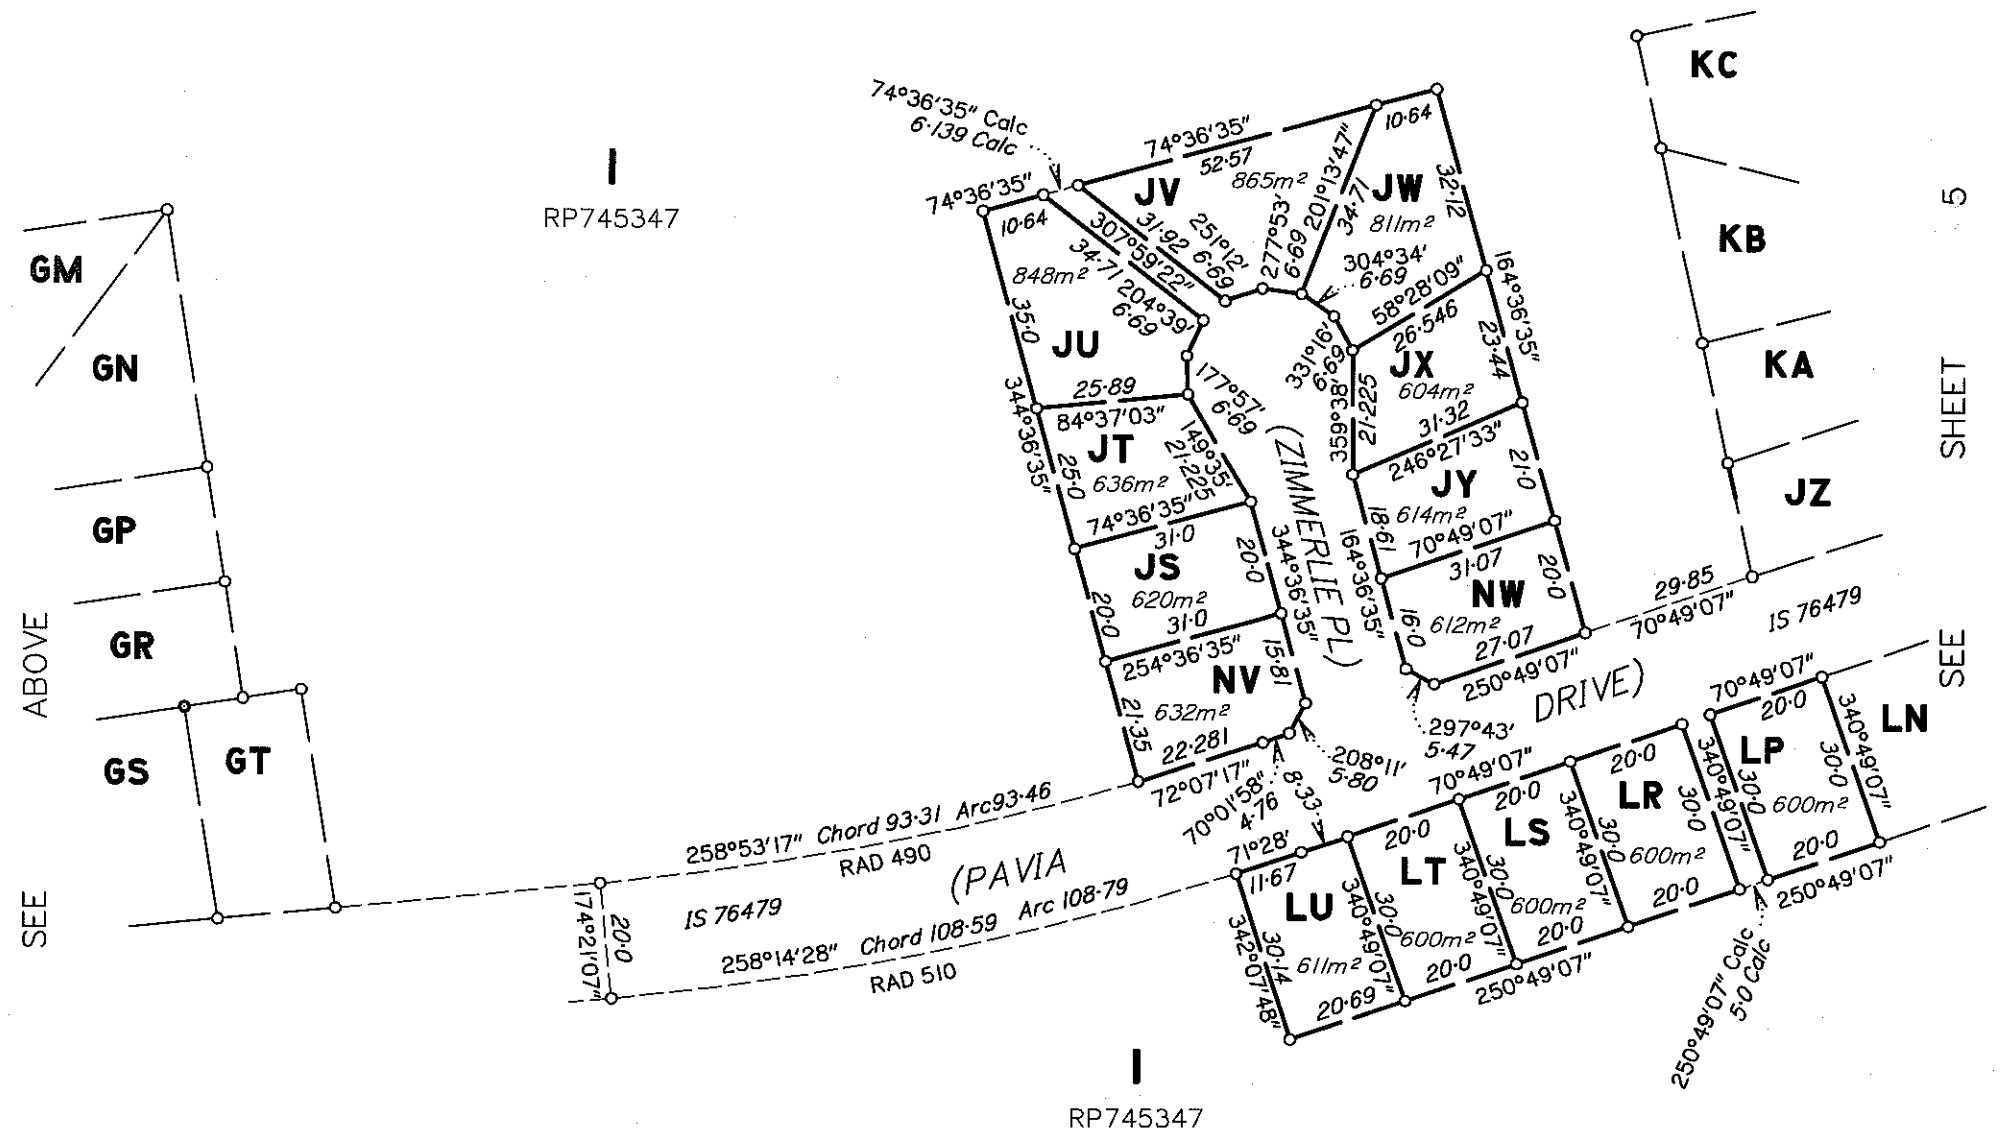 KC
74°36'35" Calc
6·139 Calc
74°36'35"
52·57
10·64
I
RP745347
74°36'35"
10·64
JV
865m²
201°13'47"
34·71
JW
811m²
32·12
5
KB
GM
307°59'22"
31·92
34·71
251°12'
6·69
277°53'
6·69
304°34'
6·69
58°28'09"
26·546
164°36'35"
23·44
848m²
35·0
204°39'
6·69
JU
331°16'
6·69
JX
604m²
KA
GN
SHEET
344°36'35"
25·89
84°37'03"
177°57'
6·69
359°38'
21·225
31·32
246°27'33"
JT
25·0
636m²
149°35'
21·225
(ZIMMERLIE PL)
JY
614m²
21·0
JZ
GP
74°36'35"
31·0
18·61
70°49'07"
31·07
JS
620m²
20·0
20·0
344°36'35"
164°36'35"
NW
612m²
20·0
29·85
70°49'07"
IS 76479
ABOVE
GR
31·0
254°36'35"
16·0
27·07
250°49'07"
SEE
NV
632m²
15·81
21·35
22·281
72°07'17"
DRIVE)
297°43'
5·47
70°49'07"
20·0
LN
GS
GT
208°11'
5·80
70°01'58"
4·76
8·33
70°49'07"
20·0
20·0
340°49'07"
30·0
LP
600m²
30·0
340°49'07"
20·0
250°49'07"
258°53'17" Chord 93·31 Arc 93·46
RAD 490
(PAVIA
71°28'
11·67
20·0
LS
LR
340°49'07"
30·0
600m²
30·0
20·0
SEE
174°21'07"
20·0
IS 76479
LU
LT
340°49'07"
30·0
600m²
20·0
258°14'28" Chord 108·59 Arc 108·79
RAD 510
342°07'48"
30·14
611m²
340°49'07"
30·0
600m²
20·69
20·0
250°49'07"
250°49'07" Calc
5·0 Calc
I
RP745347